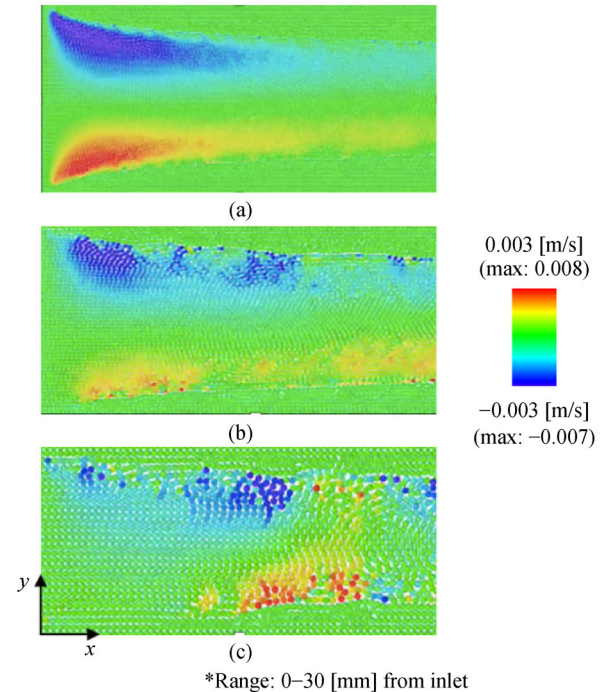 (a)
0.003 [m/s]
(max: 0.008)
(b)
−0.003 [m/s]
(max: −0.007)
y
x
(c)
*Range: 0−30 [mm] from inlet